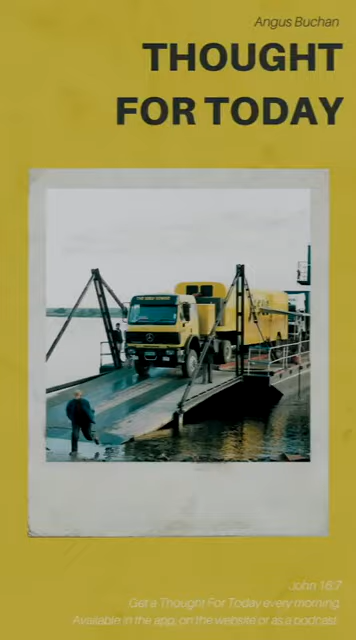 Angus Buchan
THOUGHT
FOR TODAY
John 16:7
Get a Thought For Today every morning.
Available in the app, on the website or as a podcast.